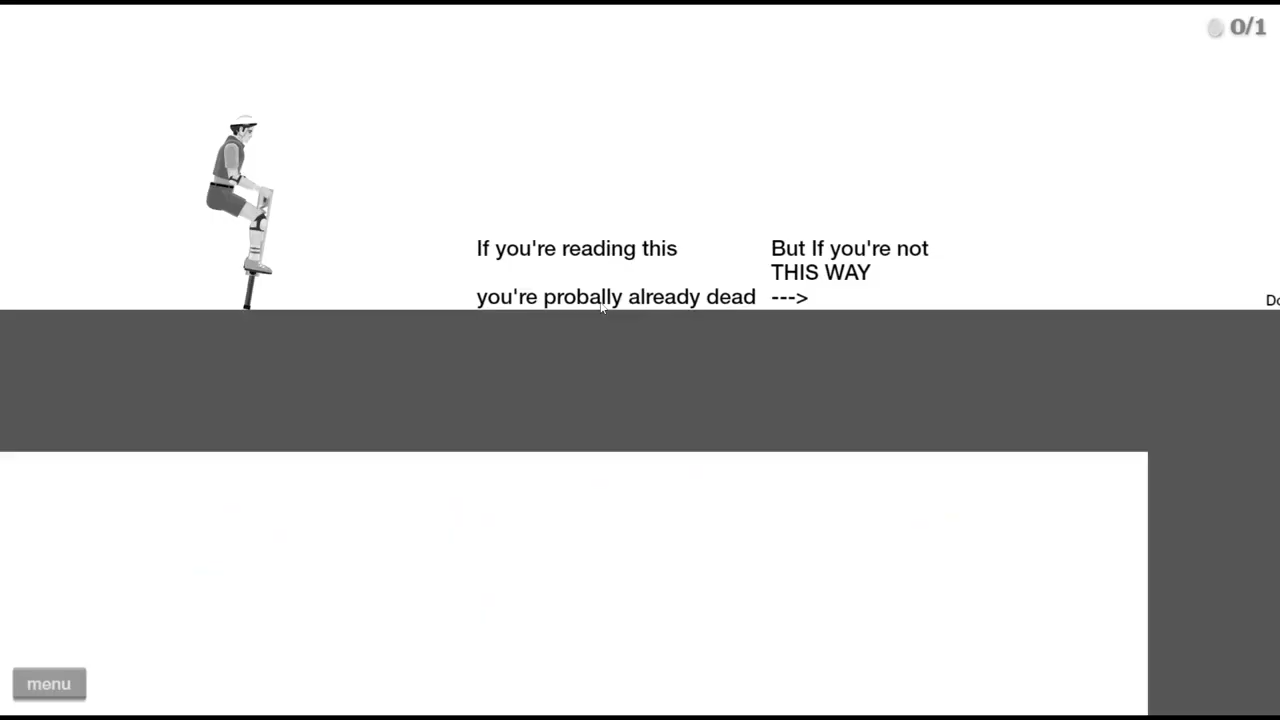 0/1
If you're reading this
you're probally already dead
But If you're not
THIS WAY
--->
Do
menu